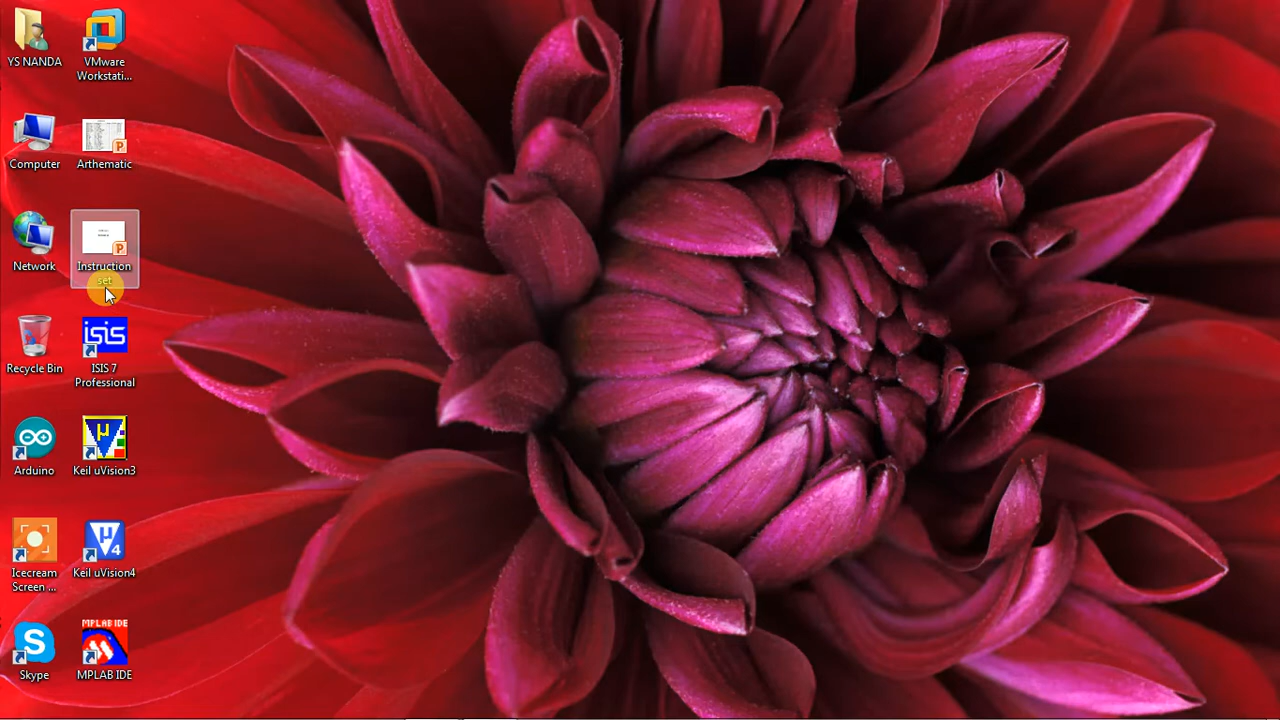 YS NANDA
VMware
Workstati...
Computer
Arthematic
Network
Instruction
set
Recycle Bin
isis
ISIS 7
Professional
Arduino
Keil uVision3
Icecream
Screen ...
Keil uVision4
Skype
MPLAB IDE
MPLAB IDE